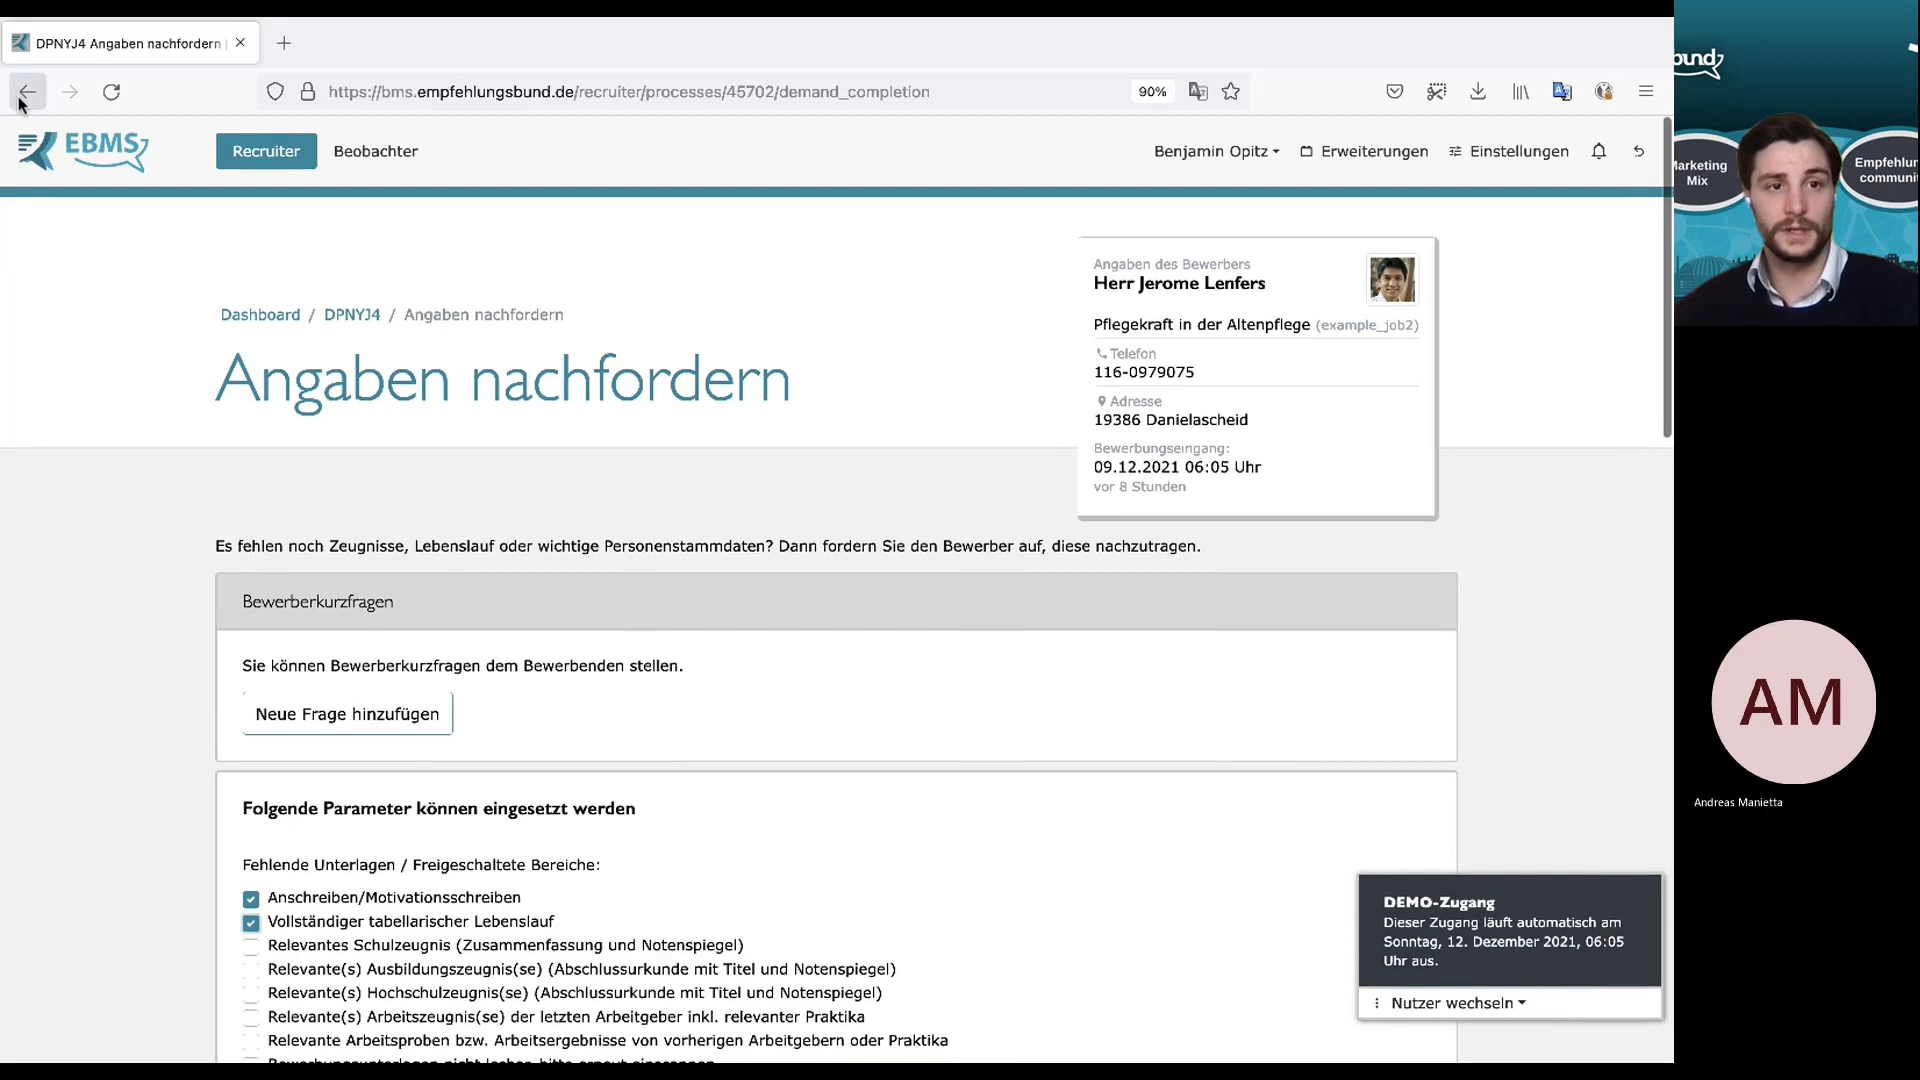 DPNYJ4 Angaben nachfordern
https://bms.empfehlungsbund.de/recruiter/processes/45702/demand_completion
90%
EBMS
Recruiter
Beobachter
Benjamin Opitz
Erweiterungen
Einstellungen
Dashboard / DPNYJ4 / Angaben nachfordern
Angaben nachfordern
Angaben des Bewerbers
Herr Jerome Lenfers
Pflegekraft in der Altenpflege (example_job2)
Telefon
116-0979075
Adresse
19386 Danielascheid
Bewerbungseingang:
09.12.2021 06:05 Uhr
vor 8 Stunden
Es fehlen noch Zeugnisse, Lebenslauf oder wichtige Personenstammdaten? Dann fordern Sie den Bewerber auf, diese nachzutragen.
Bewerberkurzfragen
Sie können Bewerberkurzfragen dem Bewerbenden stellen.
Neue Frage hinzufügen
Folgende Parameter können eingesetzt werden
Fehlende Unterlagen / Freigeschaltete Bereiche:
Anschreiben/Motivationsschreiben
Vollständiger tabellarischer Lebenslauf
Relevantes Schulzeugnis (Zusammenfassung und Notenspiegel)
Relevante(s) Ausbildungszeugnis(se) (Abschlussurkunde mit Titel und Notenspiegel)
Relevante(s) Hochschulzeugnis(se) (Abschlussurkunde mit Titel und Notenspiegel)
Relevante(s) Arbeitszeugnis(se) der letzten Arbeitgeber inkl. relevanter Praktika
Relevante Arbeitsproben bzw. Arbeitsergebnisse von vorherigen Arbeitgebern oder Praktika
DEMO-Zugang
Dieser Zugang läuft automatisch am
Sonntag, 12. Dezember 2021, 06:05
Uhr aus.
Nutzer wechseln
bund
Marketing
Mix
Empfehlun
communi
AM
Andreas Manietta